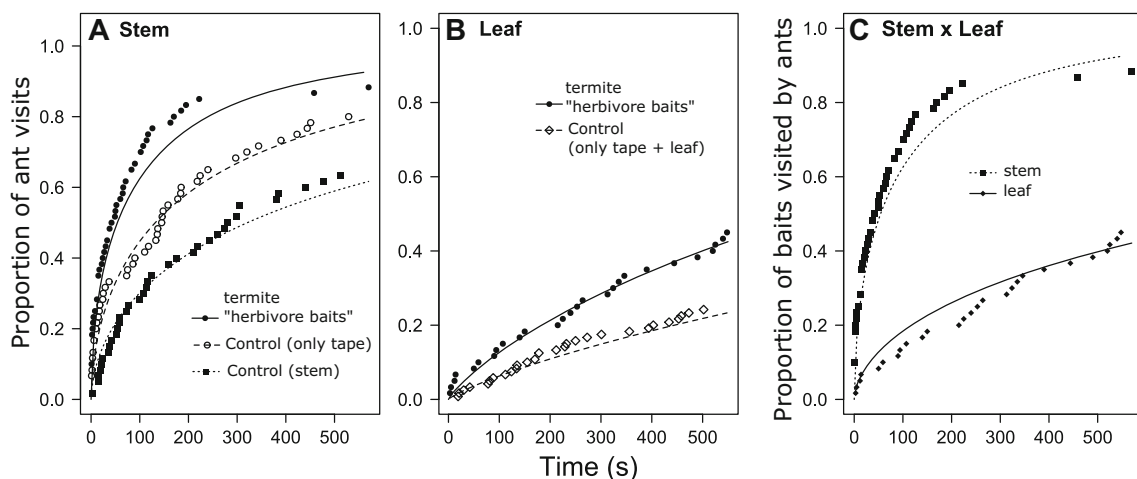 A Stem
Proportion of ant visits
1.0
0.8
0.6
0.4
0.2
0.0
termite
"herbivore baits"
Control (only tape)
Control (stem)
0 100 200 300 400 500
B Leaf
1.0
0.8
0.6
0.4
0.2
0.0
termite
"herbivore baits"
Control
(only tape + leaf)
0 100 200 300 400 500
Time (s)
C Stem x Leaf
Proportion of baits visited by ants
1.0
0.8
0.6
0.4
0.2
0.0
stem
leaf
0 100 200 300 400 500